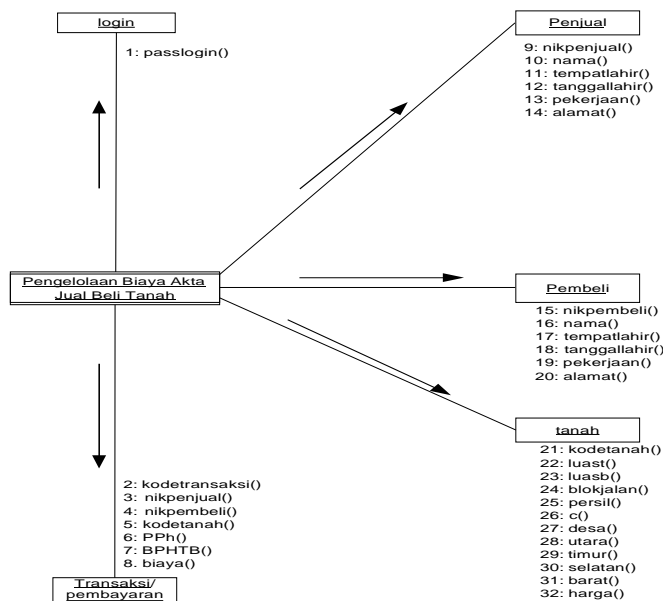 login
1: passlogin()
Penjual
9: nikpenjual()
10: nama()
11: tempatlahir()
12: tanggallahir()
13: pekerjaan()
14: alamat()
Pengelolaan Biaya Akta
Jual Beli Tanah
Pembeli
15: nikpembeli()
16: nama()
17: tempatlahir()
18: tanggallahir()
19: pekerjaan()
20: alamat()
tanah
21: kodetanah()
22: luast()
23: luasb()
24: blokjalan()
25: persil()
26: c()
27: desa()
28: utara()
29: timur()
30: selatan()
31: barat()
32: harga()
2: kodetransaksi()
3: nikpenjual()
4: nikpembeli()
5: kodetanah()
6: PPh()
7: BPHTB()
8. biaya()
Transaksi/
pembayaran